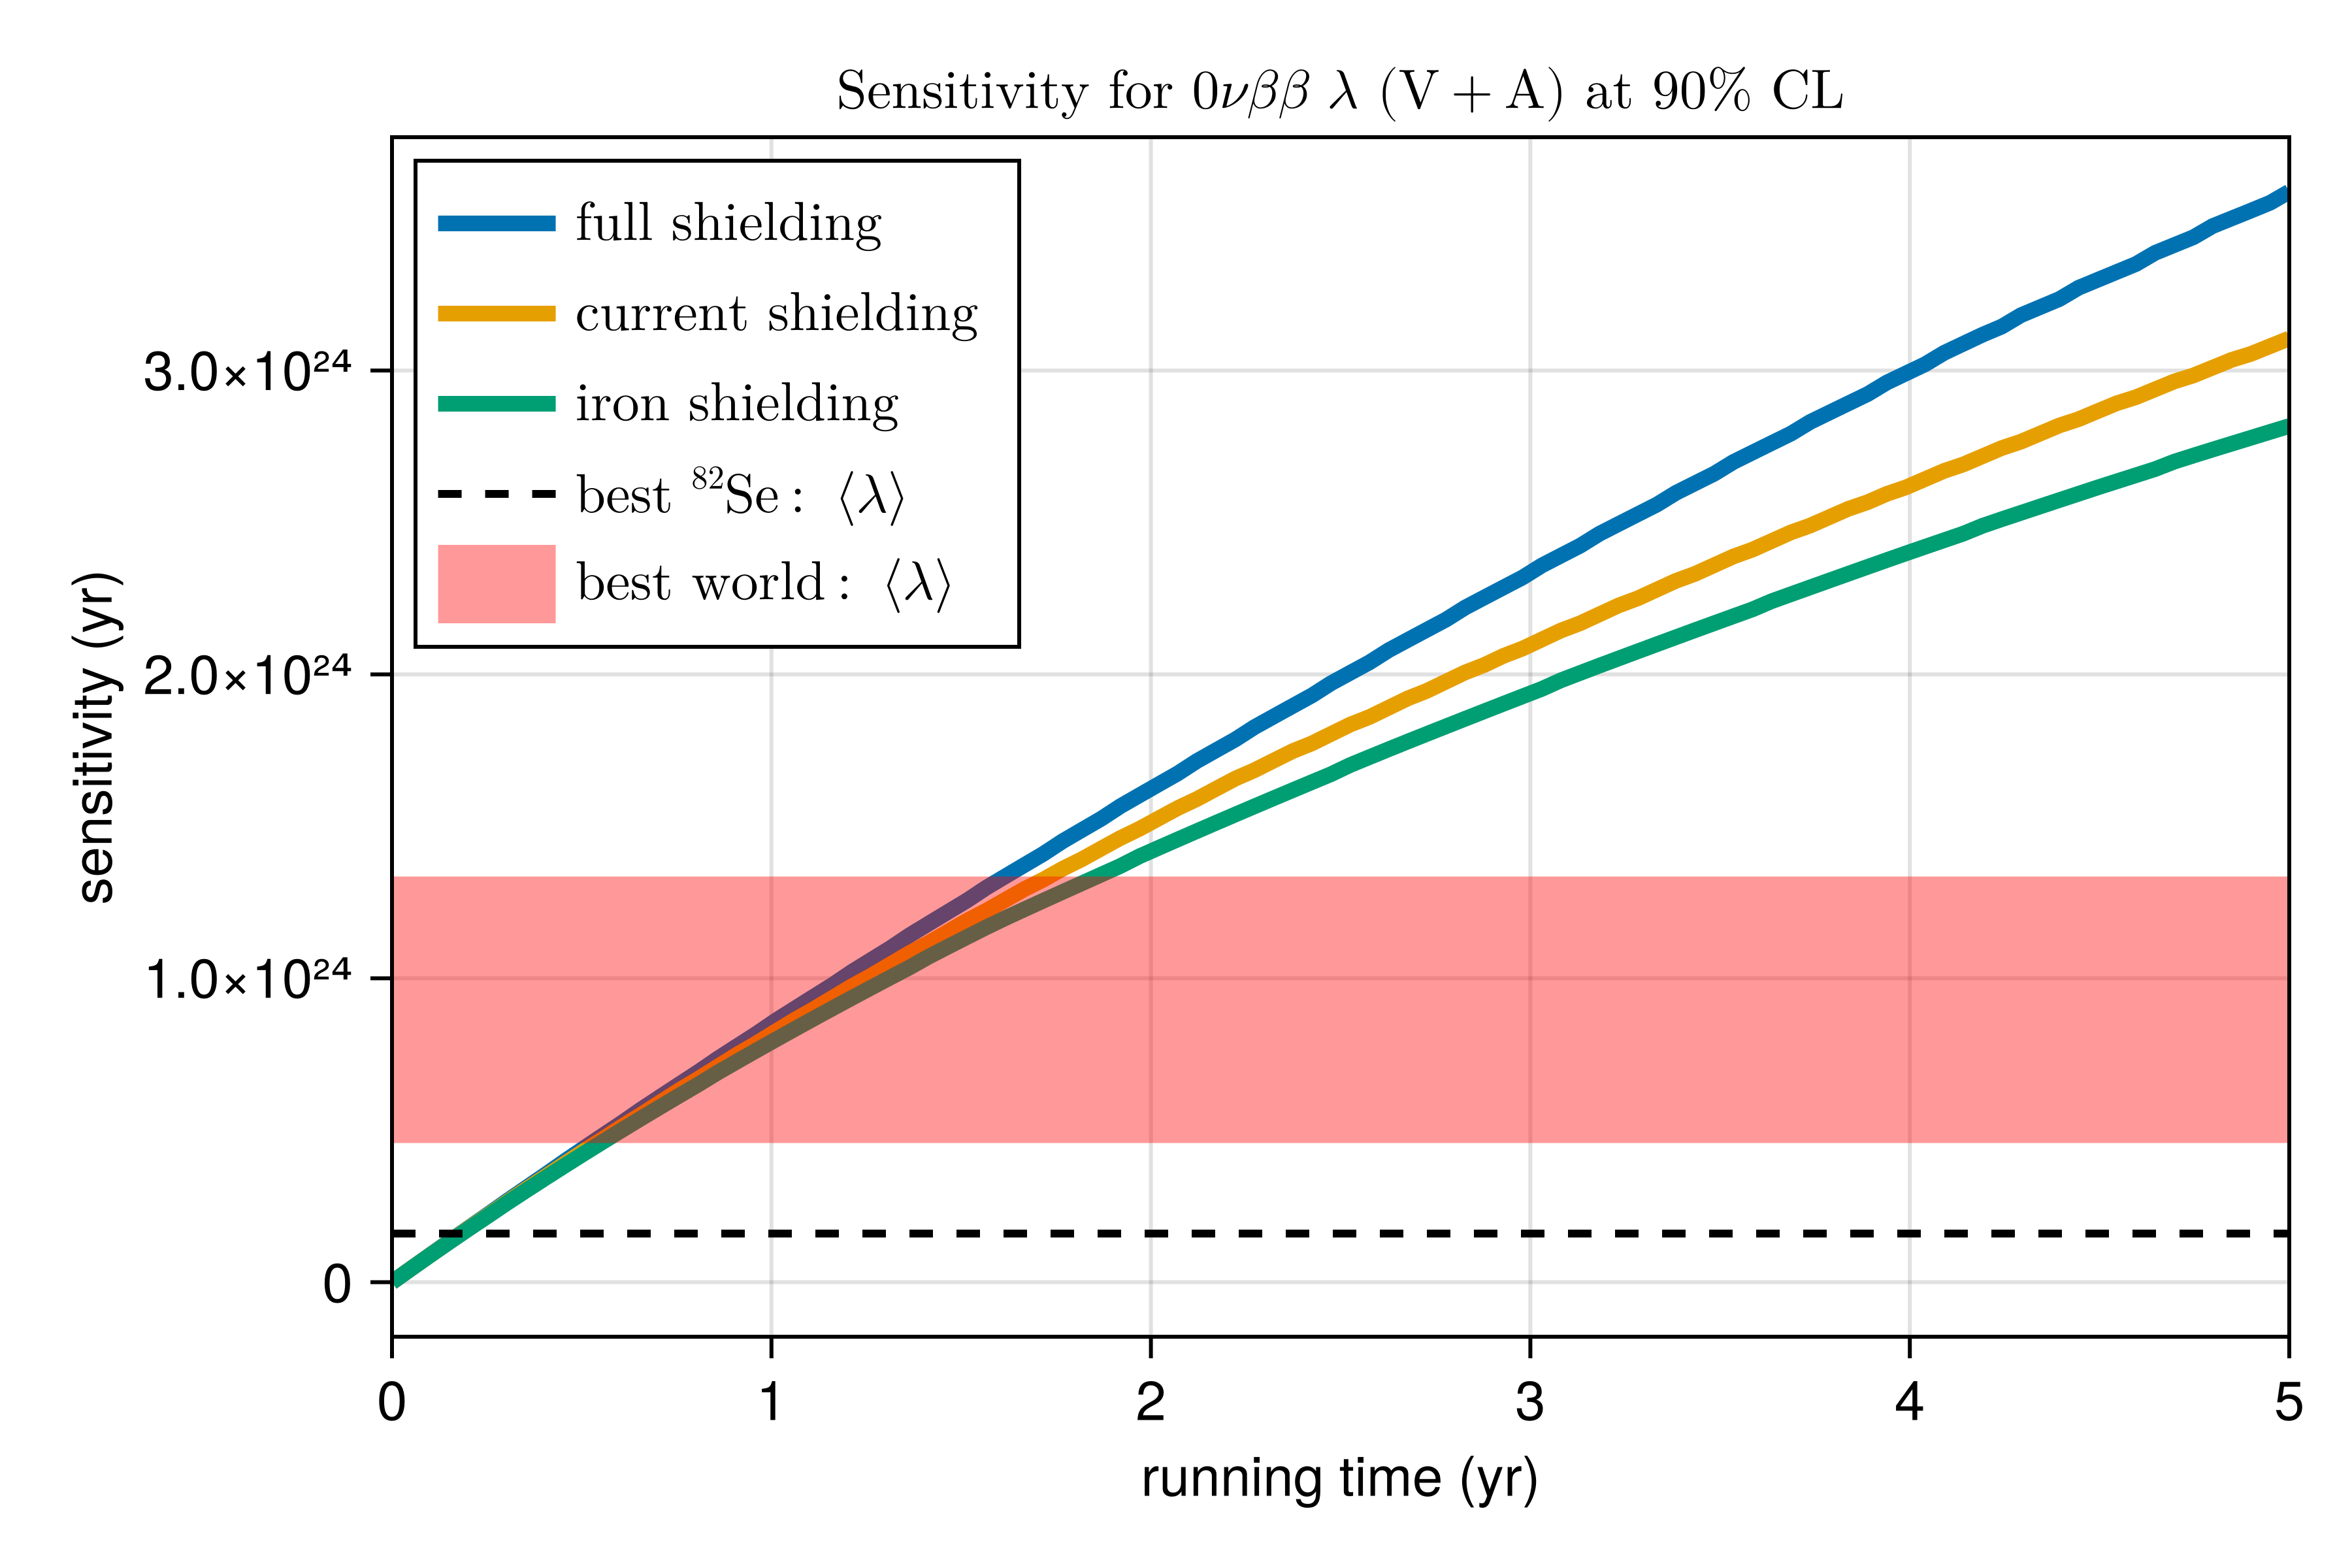 Sensitivity for 0νββ λ (V + A) at 90% CL
full shielding
current shielding
iron shielding
best ⁸²Se : ⟨λ⟩
best world : ⟨λ⟩
sensitivity (yr)
3.0×10²⁴
2.0×10²⁴
1.0×10²⁴
0
0 1 2 3 4 5
running time (yr)